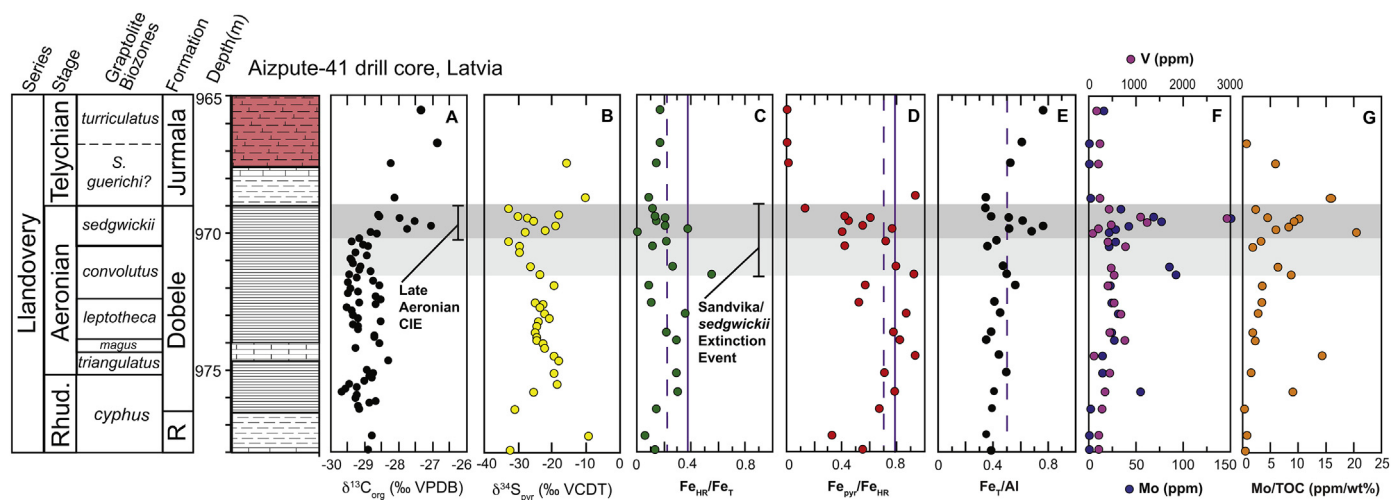 Series
Stage
Graptolite
Biozones
Formation
Depth(m)
Aizpute-41 drill core, Latvia
V (ppm)
0 1000 2000 3000
Llandovery
Telychian
Aeronian
Rhud.
turriculatus
S.
guerichi?
sedgwickii
convolutus
leptotheca
magus
triangulatus
cyphus
Jurmala
Dobele
R
965
970
975
A
B
C
D
E
F
G
Late
Aeronian
CIE
Sandvika/
sedgwickii
Extinction
Event
-30 -29 -28 -27 -26
-40 -30 -20 -10 0
0 0.4 0.8
0 0.4 0.8
0 0.4 0.8
0 50 100 150
0 5 10 15 20 25
δ¹³Corg (‰ VPDB)
δ³⁴Spyr (‰ VCDT)
FeHR/FeT
Fepyr/FeHR
FeT/Al
Mo (ppm)
Mo/TOC (ppm/wt%)